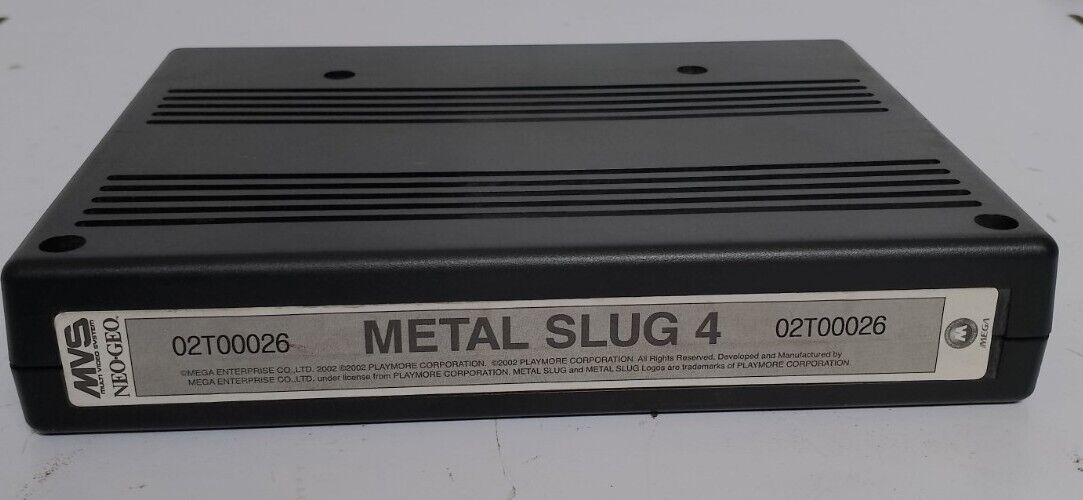 MVS
MULTI VIDEO SYSTEM
NEO·GEO
02T00026 METAL SLUG 4 02T00026
©MEGA ENTERPRISE CO.,LTD. 2002 ©2002 PLAYMORE CORPORATION. ©2002 PLAYMORE CORPORATION. All Rights Reserved. Developed and Manufactured by
MEGA ENTERPRISE CO.,LTD. under license from PLAYMORE CORPORATION. METAL SLUG and METAL SLUG Logos are trademarks of PLAYMORE CORPORATION.
MEGA